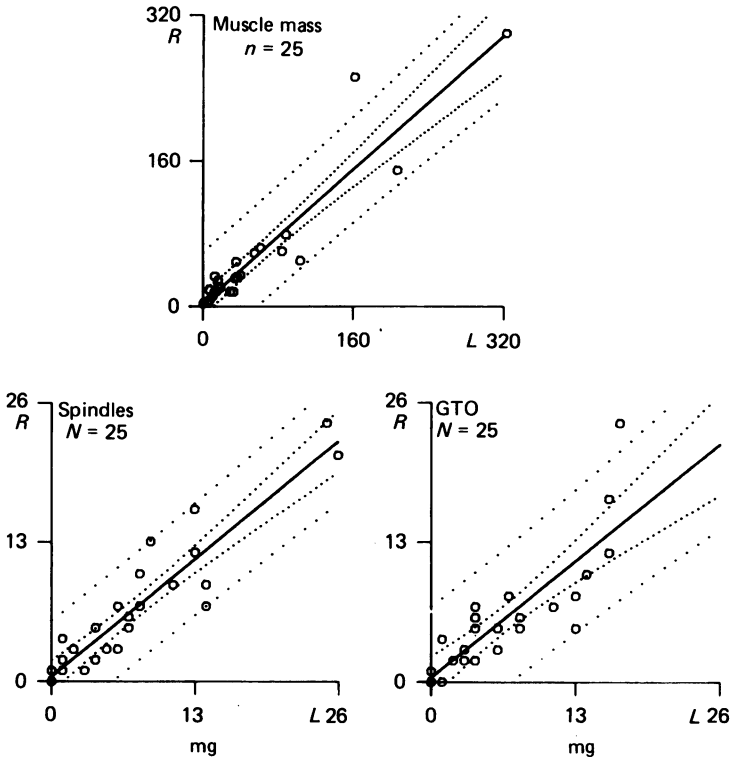 320
R
Muscle mass
n = 25
160
0
0
160
L 320
26
R
Spindles
N = 25
13
0
0
13
L 26
mg
26
R
GTO
N = 25
13
0
0
13
L 26
mg